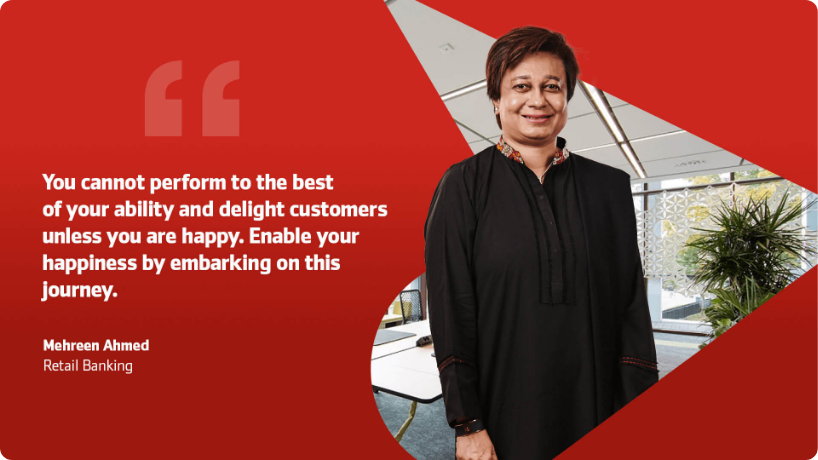 You cannot perform to the best
of your ability and delight customers
unless you are happy. Enable your
happiness by embarking on this
journey.
Mehreen Ahmed
Retail Banking